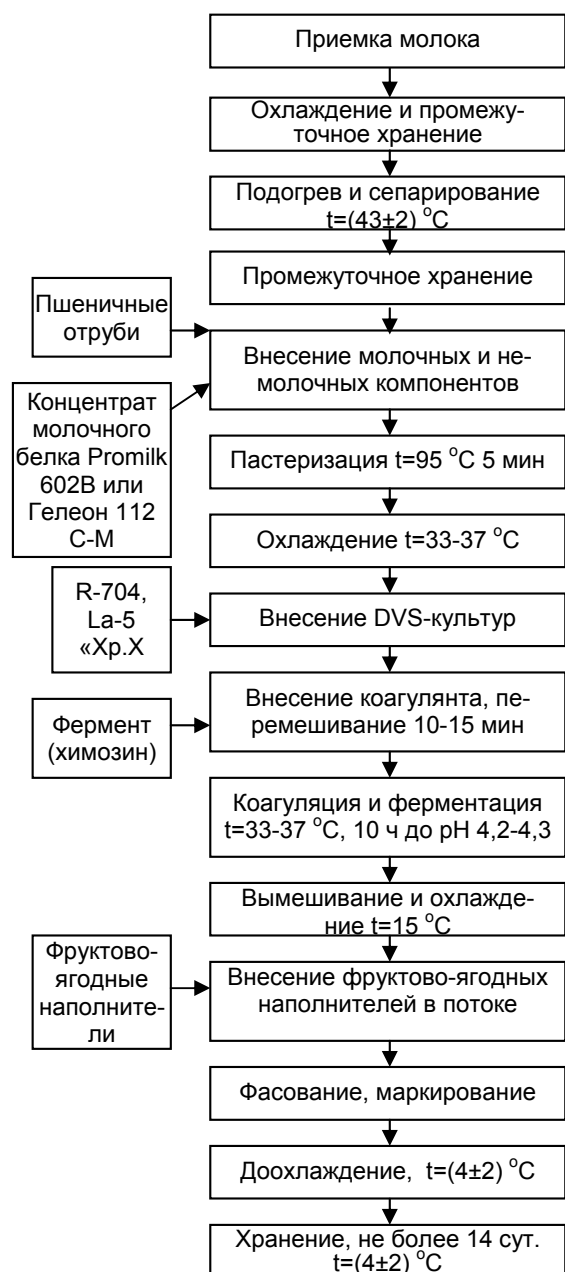 Приемка молока
Охлаждение и промежу-
точное хранение
Подогрев и сепарирование
t=(43±2) °С
Промежуточное хранение
Пшеничные
отруби
Внесение молочных и не-
молочных компонентов
Концентрат
молочного
белка Promilk
602В или
Гелеон 112
С-М
Пастеризация t=95 °С 5 мин
Охлаждение t=33-37 °С
R-704,
La-5
«Хр.Х
Внесение DVS-культур
Внесение коагулянта, пе-
ремешивание 10-15 мин
Фермент
(химозин)
Коагуляция и ферментация
t=33-37 °С, 10 ч до рН 4,2-4,3
Вымешивание и охлажде-
ние t=15 °С
Фруктово-
ягодные
наполните-
ли
Внесение фруктово-ягодных
наполнителей в потоке
Фасование, маркирование
Доохлаждение, t=(4±2) °С
Хранение, не более 14 сут.
t=(4±2) °С